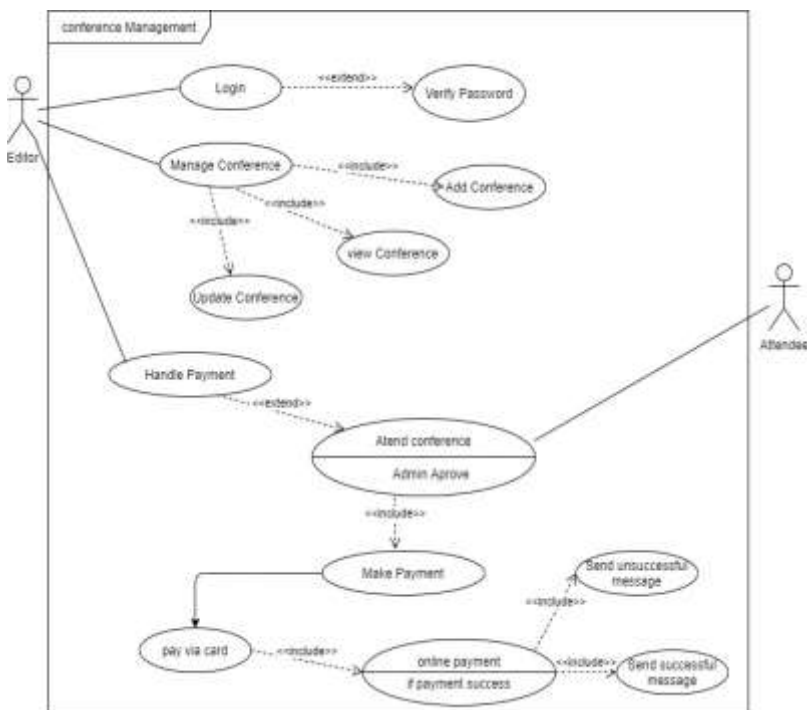 conference Management
Login
<<extend>>
Verify Password
Editor
Manage Conference
<<include>>
Add Conference
<<include>>
<<include>>
view Conference
Update Conference
Attendee
Handle Payment
<<extend>>
Atend conference
Admin Aprove
<<include>>
Make Payment
Send unsuccessful
message
<<include>>
pay via card
<<include>>
online payment
if payment success
<<include>>
Send successful
message